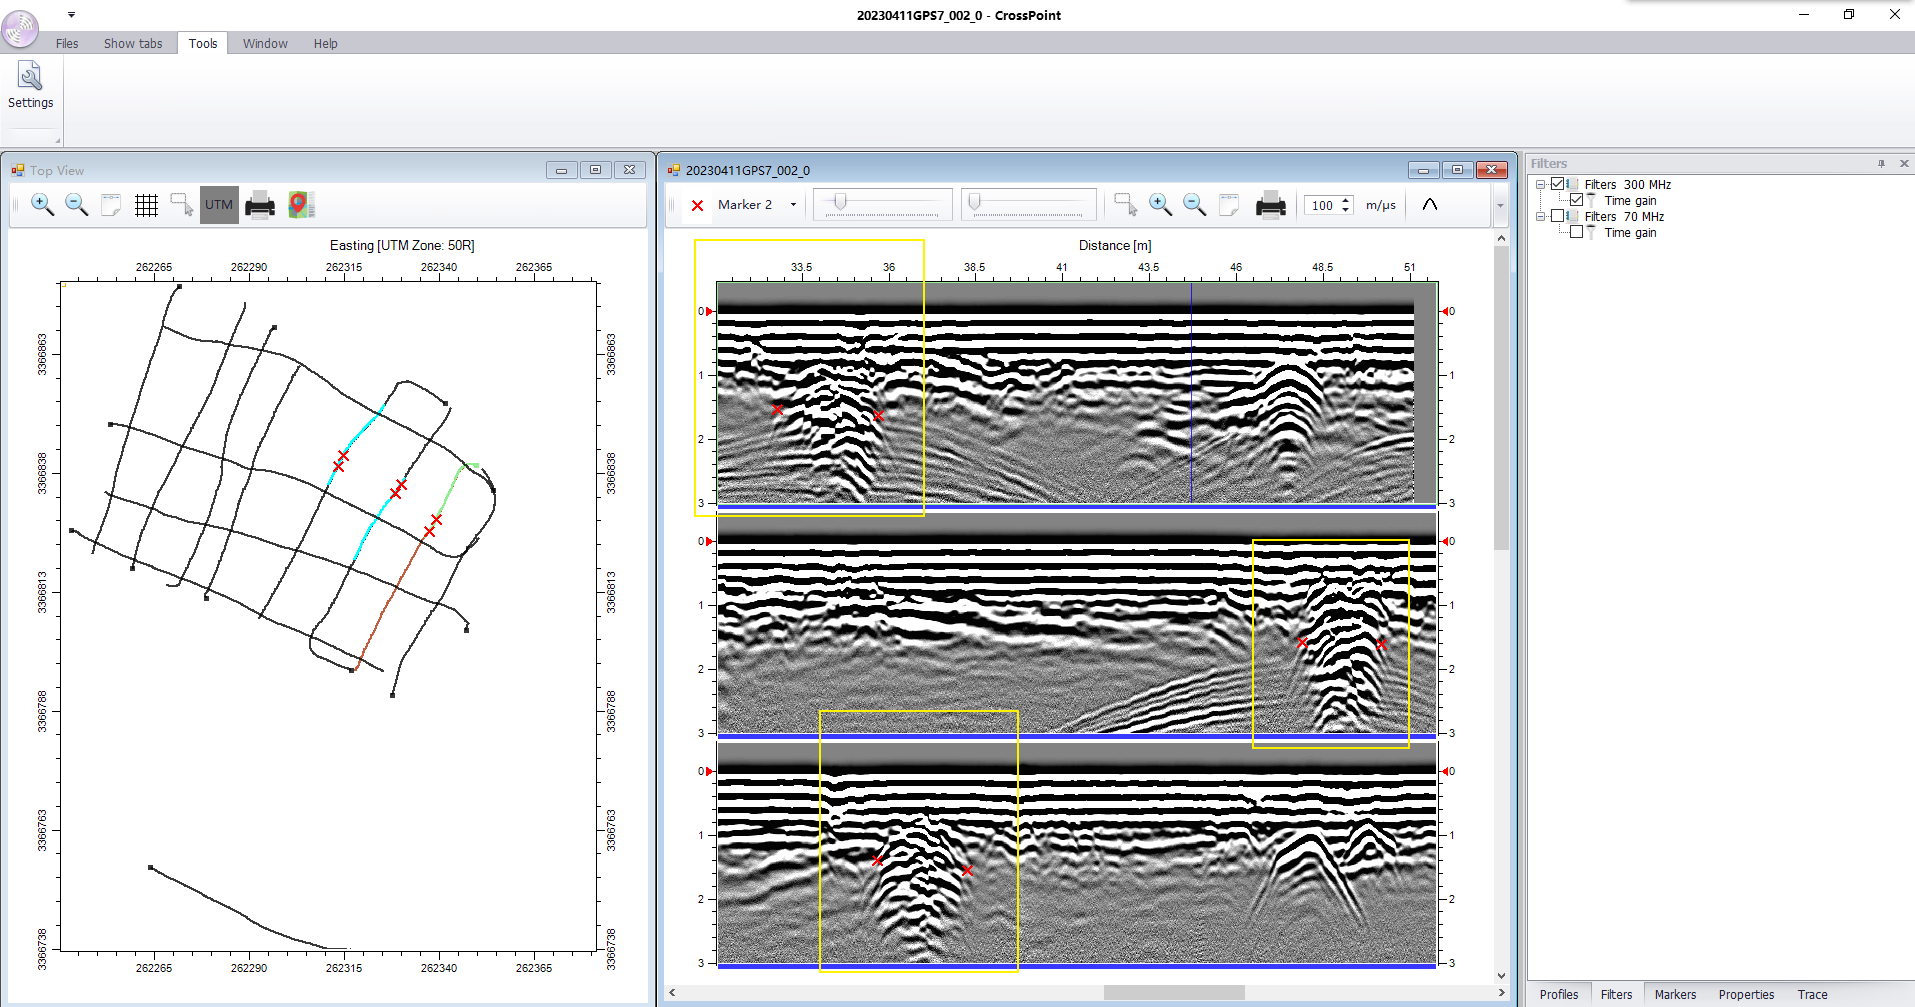 20230411GPS7_002_0 - CrossPoint
Files Show tabs Tools Window Help
Settings
Top View
UTM
Easting [UTM Zone: 50R]
262265 262290 262315 262340 262365
3366863 3366863
3366838 3366838
3366813 3366813
3366788 3366788
3366763 3366763
3366738 3366738
262265 262290 262315 262340 262365
20230411GPS7_002_0
Marker 2 100 m/µs
Distance [m]
33.5 36 38.5 41 43.5 46 48.5 51
0 0
1 1
2 2
3 3
0 0
1 1
2 2
3 3
0 0
1 1
2 2
3 3
Filters
Filters 300 MHz
Time gain
Filters 70 MHz
Time gain
Profiles Filters Markers Properties Trace